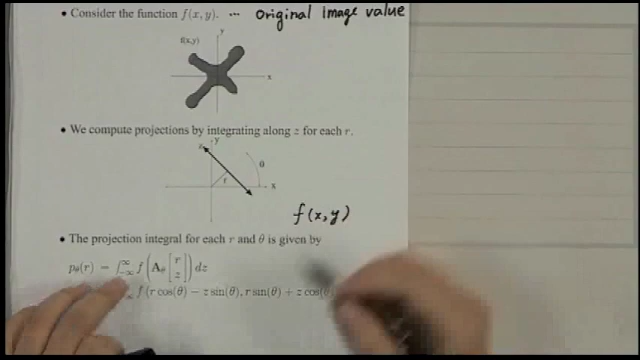 • Consider the function f(x, y). ... Original Image value
y
f(x,y)
x
• We compute projections by integrating along z for each r.
z y
θ
r
x
f(x,y)
• The projection integral for each r and θ is given by
pθ(r) = ∫_{-∞}^{∞} f ( Aθ [ r z ] ) dz
∞ f (r cos(θ) − z sin(θ), r sin(θ) + z cos(θ)